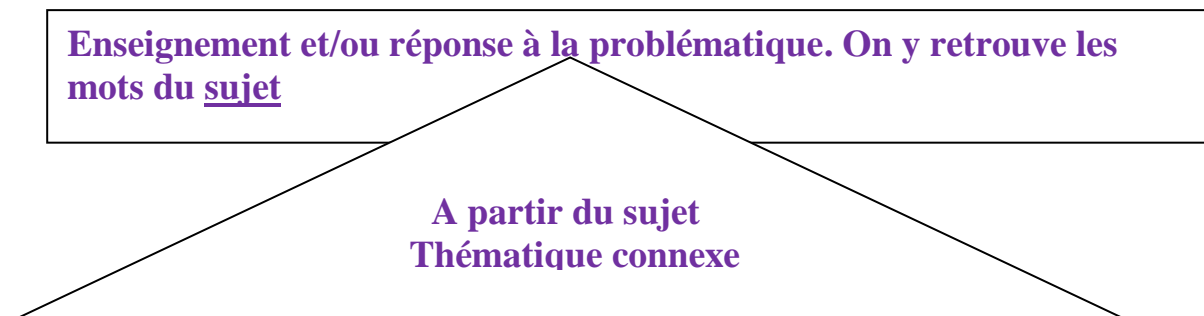 Enseignement et/ou réponse à la problématique. On y retrouve les
mots du sujet
A partir du sujet
Thématique connexe